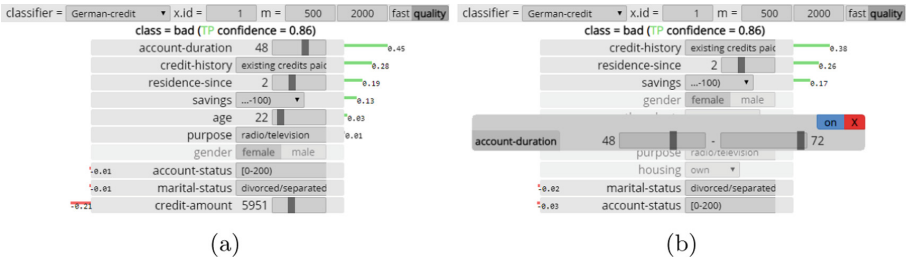 classifier = German-credit x.id = 1 m = 500 2000 fast quality
class = bad (TP confidence = 0.86)
account-duration 48 0.45
credit-history existing credits paic 0.28
residence-since 2 0.19
savings ...-100) 0.13
age 22 0.03
purpose radio/television 0.01
gender female male
-0.01 account-status [0-200)
-0.01 marital-status divorced/separated
-0.21 credit-amount 5951
(a)
classifier = German-credit x.id = 1 m = 500 2000 fast quality
class = bad (TP confidence = 0.86)
credit-history existing credits paic 0.38
residence-since 2 0.26
savings ...-100) 0.17
gender female male
on X
account-duration 48 - 72
purpose radio/television
housing own
-0.02 marital-status divorced/separated
-0.03 account-status [0-200)
(b)